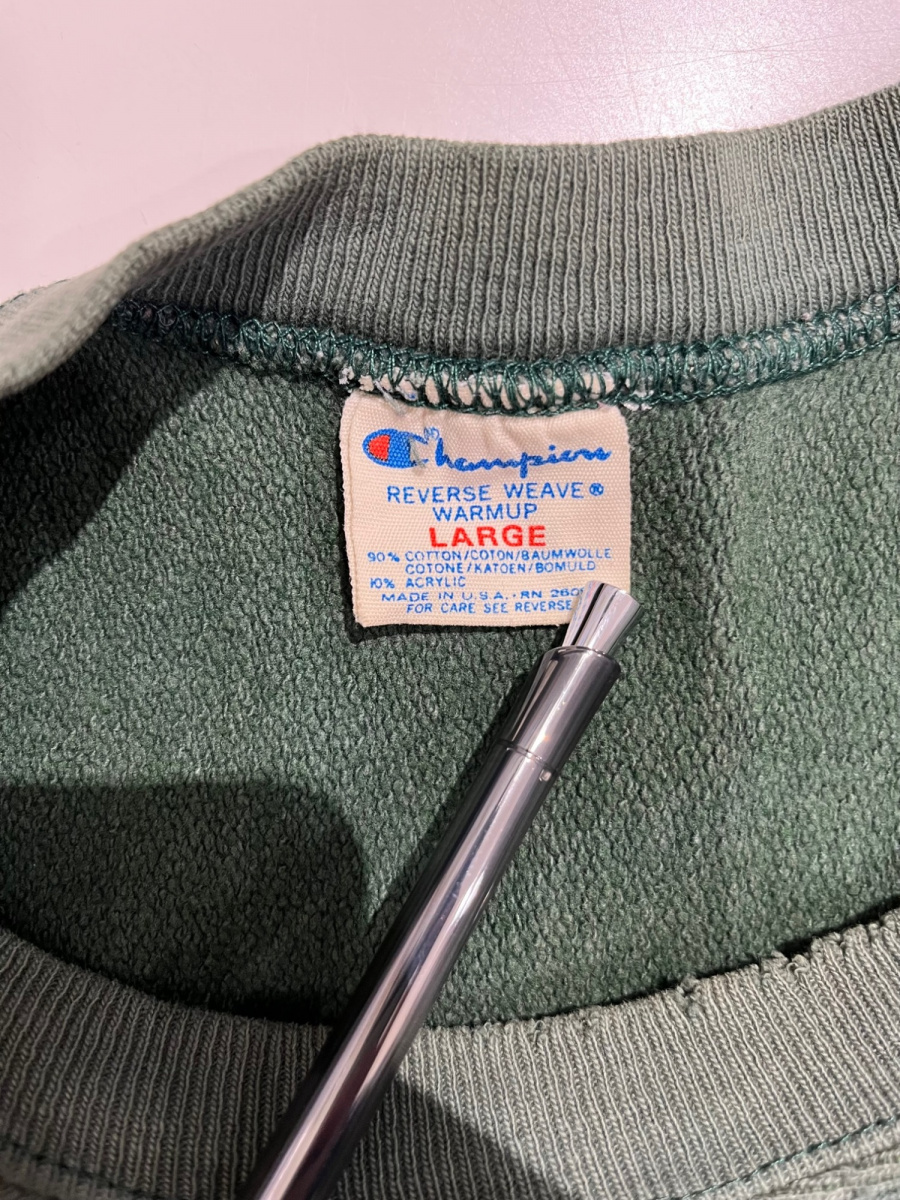 Champion
REVERSE WEAVE®
WARMUP
LARGE
90% COTTON/COTON/BAUMWOLLE
COTONE/KATOEN/BOMULD
10% ACRYLIC
MADE IN U.S.A. · RN
FOR CARE SEE REVERSE